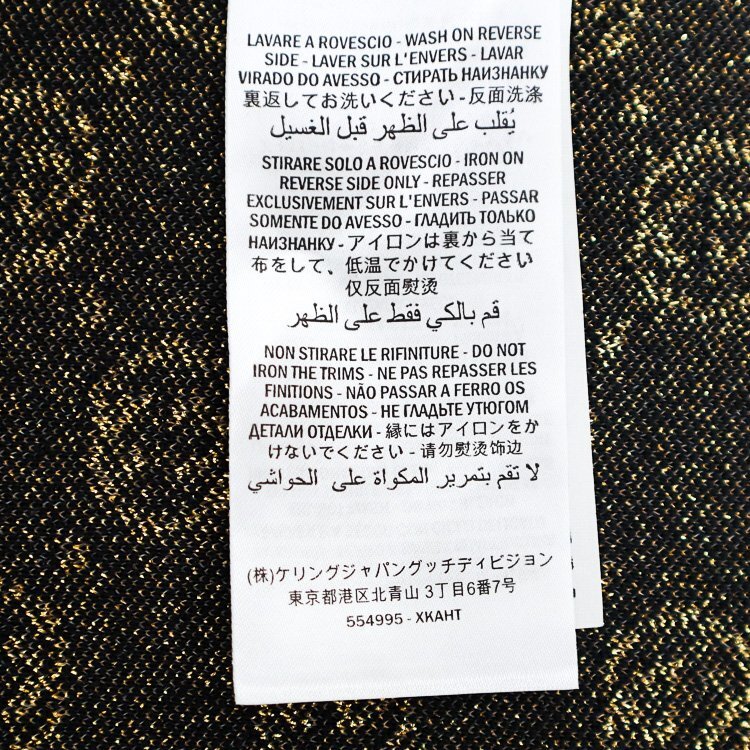 LAVARE A ROVESCIO - WASH ON REVERSE
SIDE - LAVER SUR L'ENVERS - LAVAR
VIRADO DO AVESSO - СТИРАТЬ НАИЗНАНКУ
裏返してお洗いください - 反面洗涤
يُقلب على الظهر قبل الغسيل
STIRARE SOLO A ROVESCIO - IRON ON
REVERSE SIDE ONLY - REPASSER
EXCLUSIVEMENT SUR L'ENVERS - PASSAR
SOMENTE DO AVESSO - ГЛАДИТЬ ТОЛЬКО
НАИЗНАНКУ - アイロンは裏から当て
布をして、低温でかけてください
仅反面熨烫
قم بالكي فقط على الظهر
NON STIRARE LE RIFINITURE - DO NOT
IRON THE TRIMS - NE PAS REPASSER LES
FINITIONS - NÃO PASSAR A FERRO OS
ACABAMENTOS - НЕ ГЛАДЬТЕ УТЮГОМ
ДЕТАЛИ ОТДЕЛКИ - 縁にはアイロンをか
けないでください - 请勿熨烫饰边
لا تقم بتمرير المكواة على الحواشي
(株)ケリングジャパングッチディビジョン
東京都港区北青山 3丁目6番7号
554995 - XKAHT